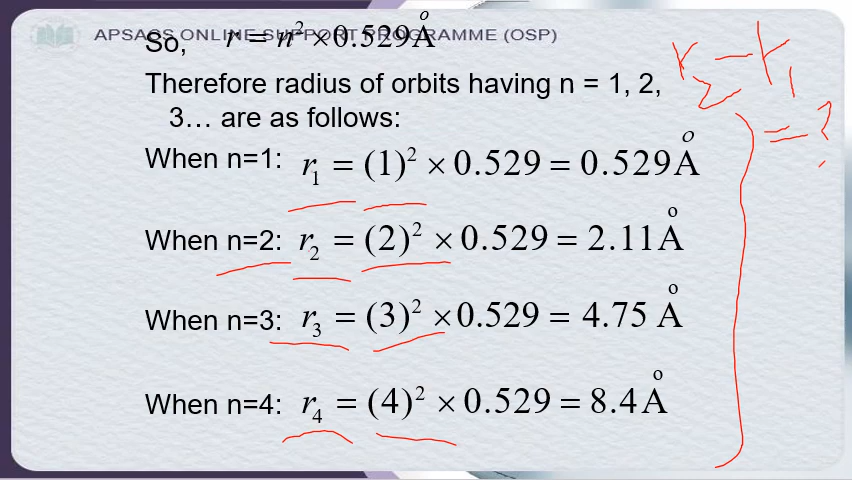 APSACS ONLINE SUPPORT PROGRAMME (OSP)
So, r = n² × 0.529 Å
r₂ – r₁
= ?
Therefore radius of orbits having n = 1, 2,
3… are as follows:
When n=1: r₁ = (1)² × 0.529 = 0.529 Å
When n=2: r₂ = (2)² × 0.529 = 2.11 Å
When n=3: r₃ = (3)² × 0.529 = 4.75 Å
When n=4: r₄ = (4)² × 0.529 = 8.4 Å